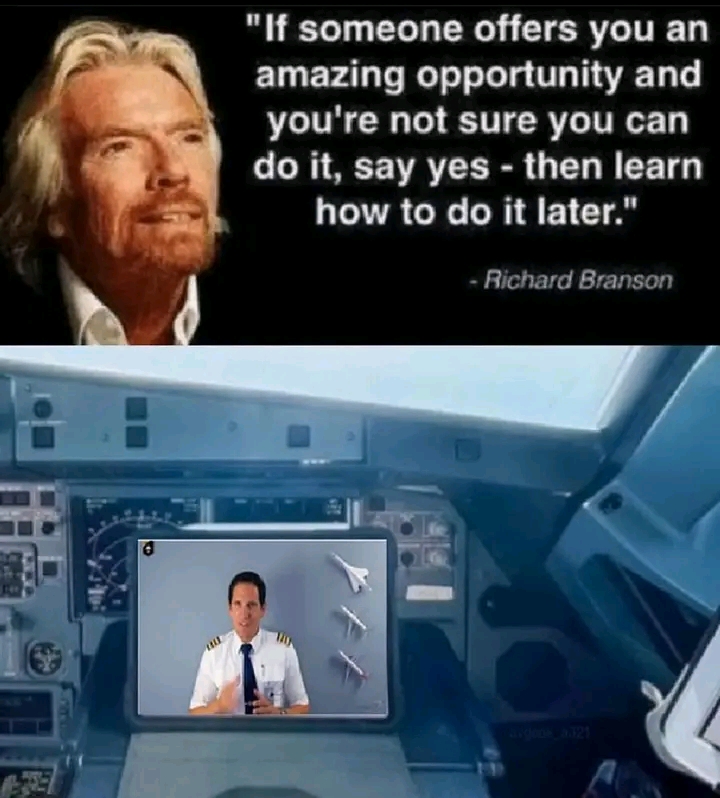 "If someone offers you an
amazing opportunity and
you're not sure you can
do it, say yes - then learn
how to do it later."
- Richard Branson